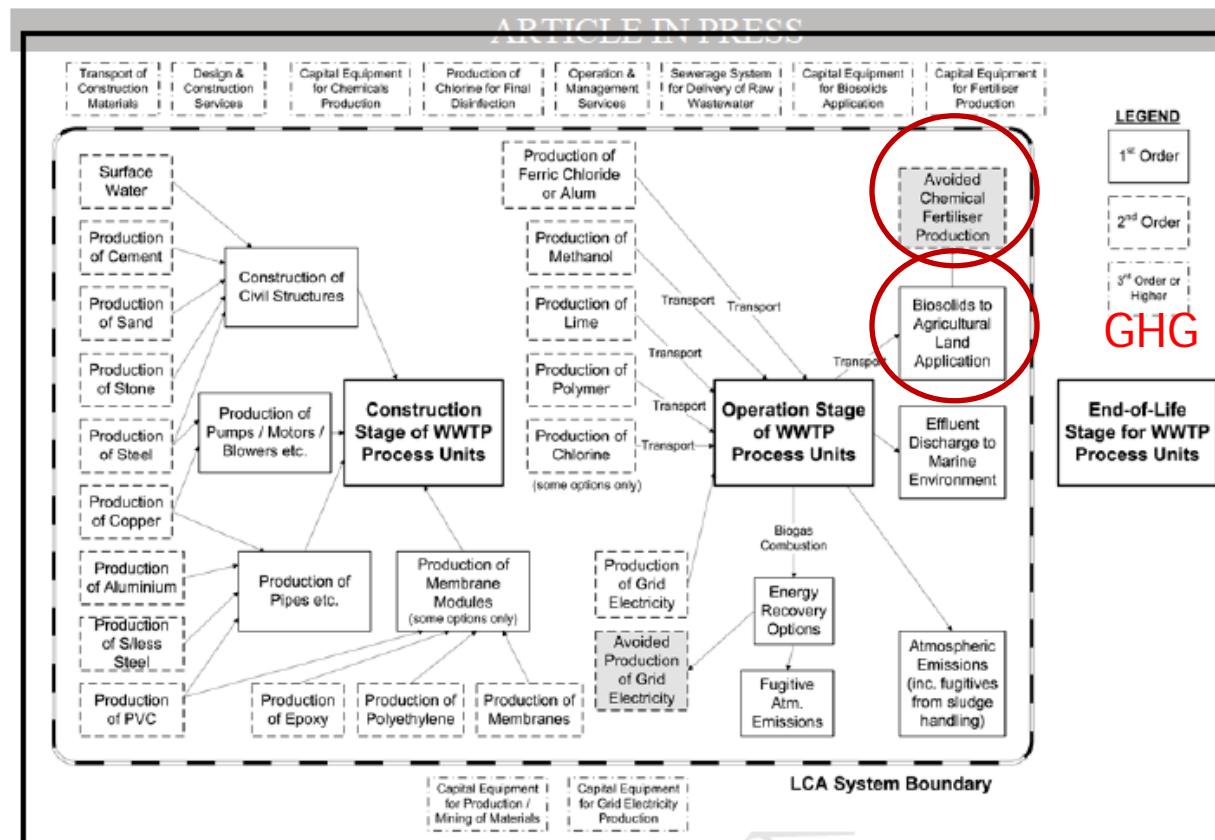 ARTICLE IN PRESS
Transport of
Construction
Materials
Design &
Construction
Services
Capital Equipment
for Chemicals
Production
Production of
Chlorine for Final
Disinfection
Operation &
Management
Services
Sewerage System
for Delivery of Raw
Wastewater
Capital Equipment
for Biosolids
Application
Capital Equipment
for Fertiliser
Production
LEGEND
1st Order
2nd Order
3rd Order or
Higher
GHG
Surface
Water
Production
of Cement
Production
of Sand
Production
of Stone
Production
of Steel
Production
of Copper
Production
of Aluminium
Production
of S/less
Steel
Production
of PVC
Construction of
Civil Structures
Production of
Pumps / Motors /
Blowers etc.
Construction
Stage of WWTP
Process Units
Production of
Pipes etc.
Production of
Membrane
Modules
(some options only)
Production
of Epoxy
Production of
Polyethylene
Production of
Membranes
Production of
Ferric Chloride
or Alum
Production of
Methanol
Production
of Lime
Production of
Polymer
Production of
Chlorine
(some options only)
Transport
Transport
Transport
Transport
Transport
Transport
Operation Stage
of WWTP
Process Units
Avoided
Chemical
Fertiliser
Production
Biosolids to
Agricultural
Land
Application
Effluent
Discharge to
Marine
Environment
End-of-Life
Stage for WWTP
Process Units
Biogas
Combustion
Production
of Grid
Electricity
Avoided
Production
of Grid
Electricity
Energy
Recovery
Options
Fugitive
Atm.
Emissions
Atmospheric
Emissions
(inc. fugitives
from sludge
handling)
LCA System Boundary
Capital Equipment
for Production /
Mining of Materials
Capital Equipment
for Grid Electricity
Production